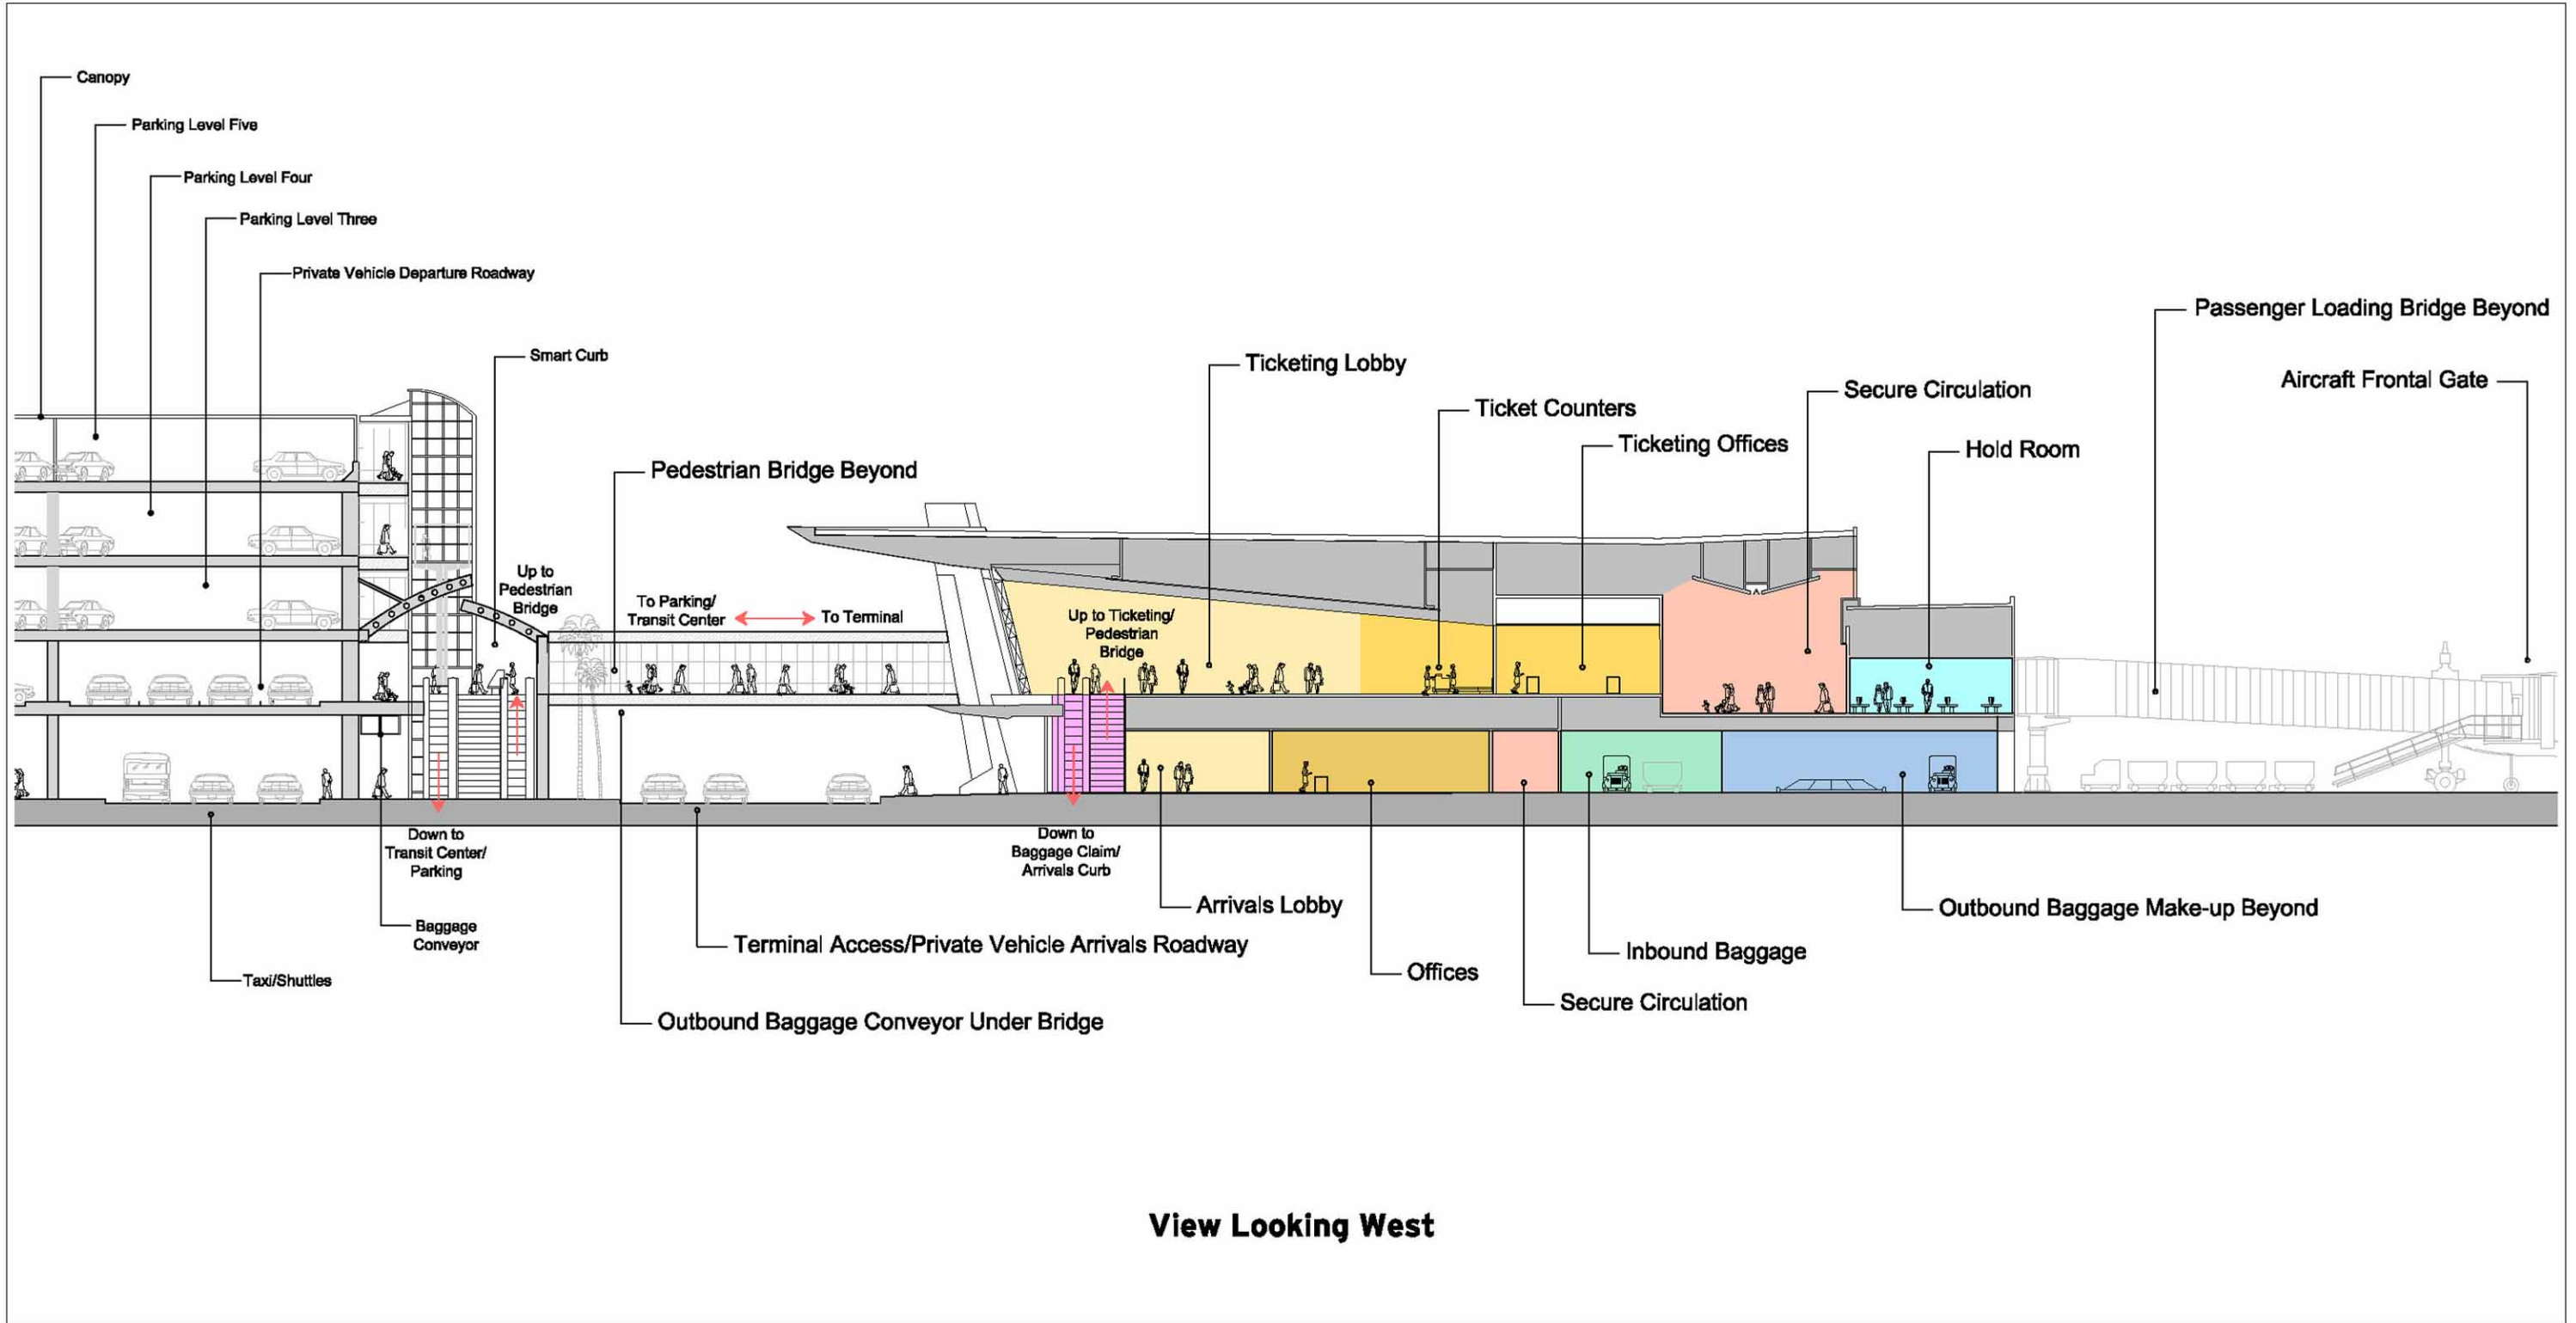 Canopy
Parking Level Five
Parking Level Four
Parking Level Three
Private Vehicle Departure Roadway
Passenger Loading Bridge Beyond
Smart Curb
Ticketing Lobby
Aircraft Frontal Gate
Secure Circulation
Ticket Counters
Ticketing Offices
Hold Room
Pedestrian Bridge Beyond
Up to
Pedestrian
Bridge
To Parking/
Transit Center
To Terminal
Up to Ticketing/
Pedestrian
Bridge
Down to
Transit Center/
Parking
Down to
Baggage Claim/
Arrivals Curb
Arrivals Lobby
Outbound Baggage Make-up Beyond
Baggage
Conveyor
Terminal Access/Private Vehicle Arrivals Roadway
Inbound Baggage
Offices
Taxi/Shuttles
Secure Circulation
Outbound Baggage Conveyor Under Bridge
View Looking West